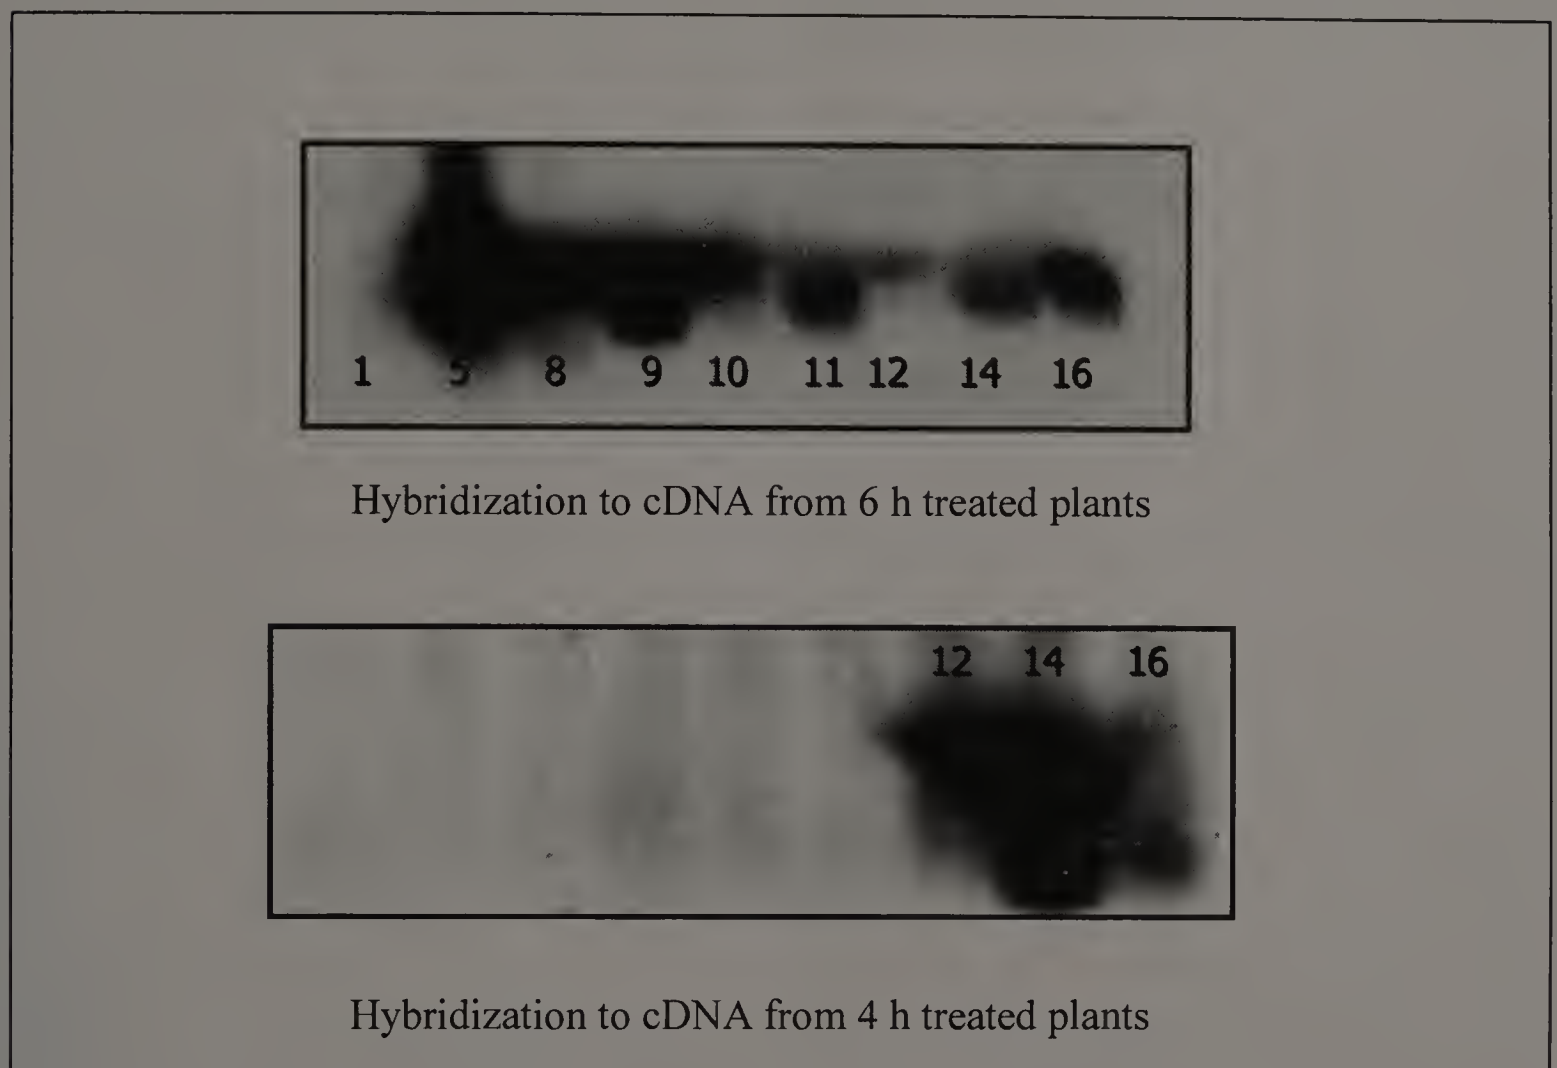 1 5 8 9 10 11 12 14 16
Hybridization to cDNA from 6 h treated plants
12 14 16
Hybridization to cDNA from 4 h treated plants